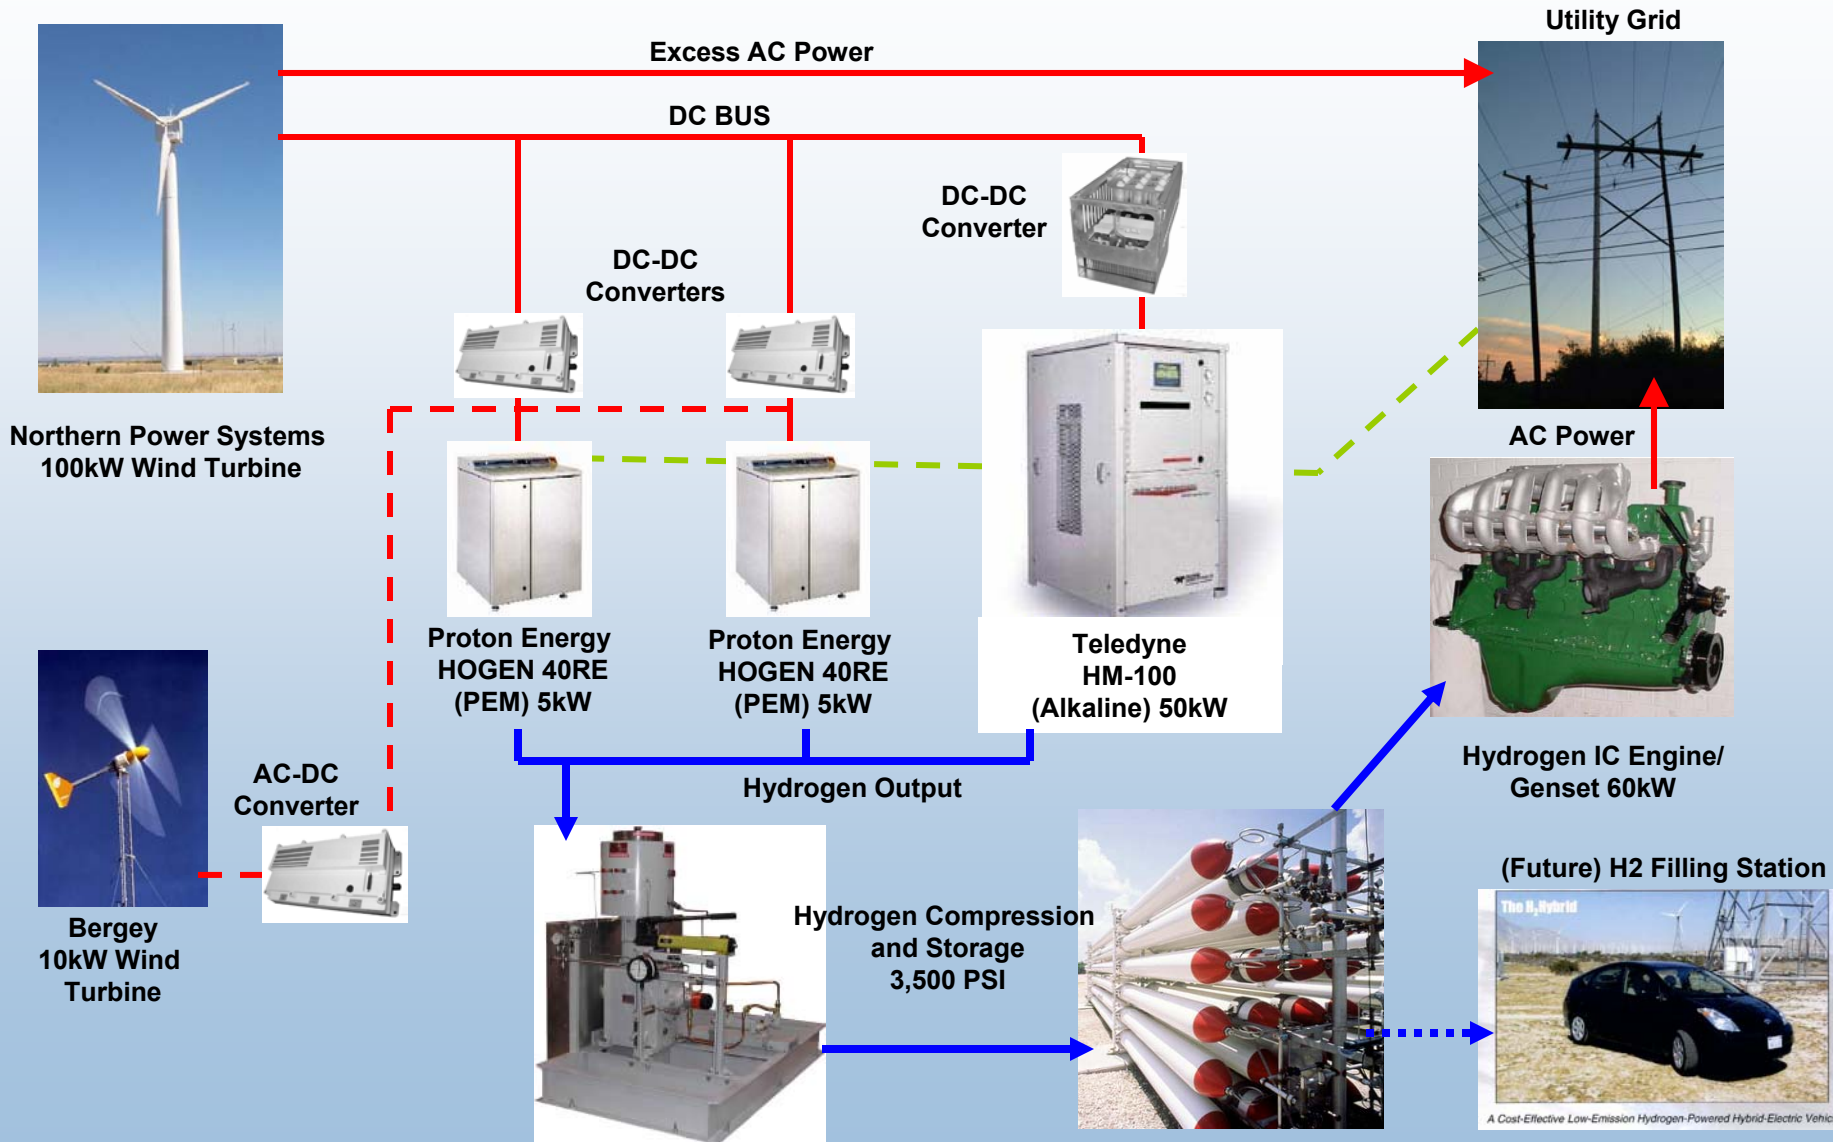 Utility Grid
Excess AC Power
DC BUS
DC-DC
Converter
DC-DC
Converters
Northern Power Systems
100kW Wind Turbine
AC Power
Proton Energy
HOGEN 40RE
(PEM) 5kW
Proton Energy
HOGEN 40RE
(PEM) 5kW
Teledyne
HM-100
(Alkaline) 50kW
AC-DC
Converter
Hydrogen Output
Hydrogen IC Engine/
Genset 60kW
Bergey
10kW Wind
Turbine
Hydrogen Compression
and Storage
3,500 PSI
(Future) H2 Filling Station
The H2Hybrid
A Cost-Effective Low-Emission Hydrogen-Powered Hybrid-Electric Vehic